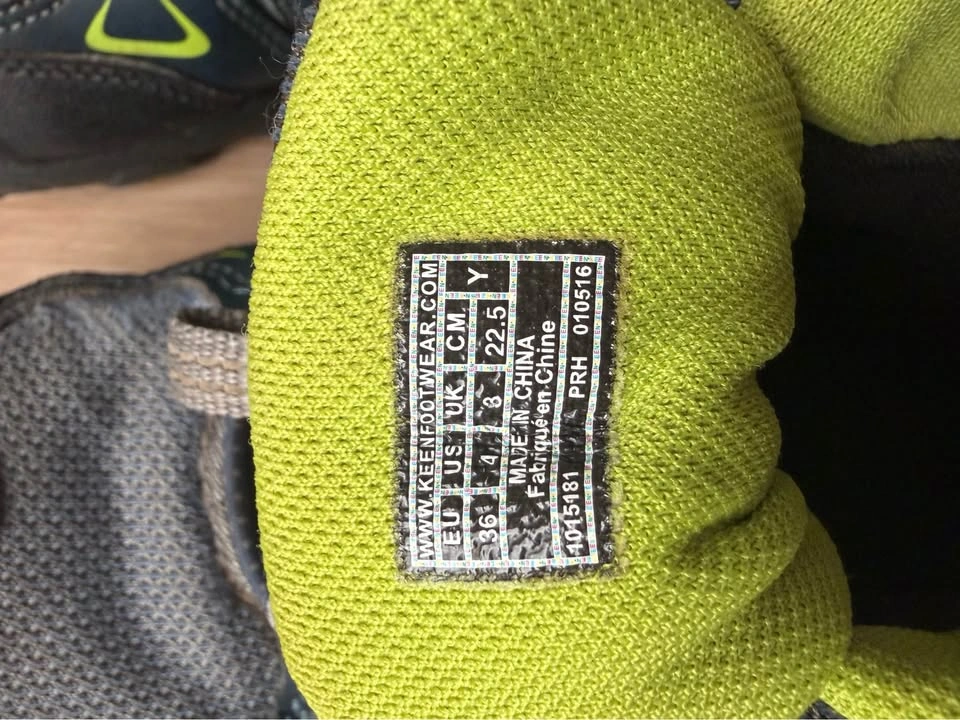 WWW.KEENFOOTWEAR.COM
EU US UK CM.
36 4 3 22.5 Y
MADE IN CHINA
Fabriqué en Chine
1015181 PRH 010516